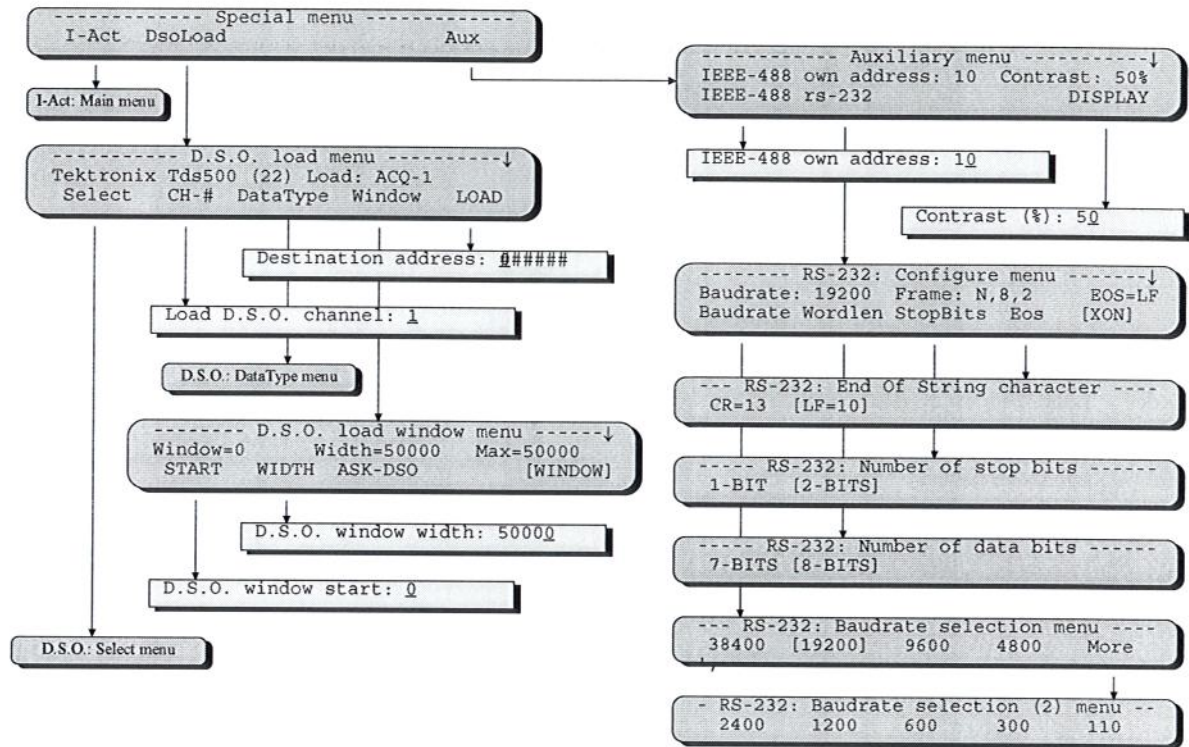 ------------ Special menu ------------
I-Act DsoLoad Aux
I-Act: Main menu
----------- D.S.O. load menu -----------↓
Tektronix Tds500 (22) Load: ACQ-1
Select CH-# DataType Window LOAD
Destination address: 0#####
Load D.S.O. channel: 1
D.S.O.: DataType menu
-------- D.S.O. load window menu ------↓
Window=0 Width=50000 Max=50000
START WIDTH ASK-DSO [WINDOW]
D.S.O. window width: 50000
D.S.O. window start: 0
D.S.O.: Select menu
------------ Auxiliary menu -----------↓
IEEE-488 own address: 10 Contrast: 50%
IEEE-488 rs-232 DISPLAY
IEEE-488 own address: 10
Contrast (%): 50
-------- RS-232: Configure menu -------↓
Baudrate: 19200 Frame: N,8,2 EOS=LF
Baudrate Wordlen StopBits Eos [XON]
--- RS-232: End Of String character ----
CR=13 [LF=10]
----- RS-232: Number of stop bits ------
1-BIT [2-BITS]
----- RS-232: Number of data bits ------
7-BITS [8-BITS]
--- RS-232: Baudrate selection menu ----
38400 [19200] 9600 4800 More
- RS-232: Baudrate selection (2) menu --
2400 1200 600 300 110